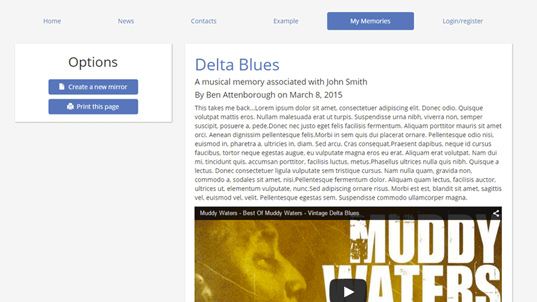 Home News Contacts Example My Memories Login/register
Options
Create a new mirror
Print this page
Delta Blues
A musical memory associated with John Smith
By Ben Attenborough on March 8, 2015
This takes me back...Lorem ipsum dolor sit amet, consectetuer adipiscing elit. Donec odio. Quisque
volutpat mattis eros. Nullam malesuada erat ut turpis. Suspendisse urna nibh, viverra non, semper
suscipit, posuere a, pede.Donec nec justo eget felis facilisis fermentum. Aliquam porttitor mauris sit amet
orci. Aenean dignissim pellentesque felis.Morbi in sem quis dui placerat ornare. Pellentesque odio nisi,
euismod in, pharetra a, ultricies in, diam. Sed arcu. Cras consequat.Praesent dapibus, neque id cursus
faucibus, tortor neque egestas augue, eu vulputate magna eros eu erat. Aliquam erat volutpat. Nam dui
mi, tincidunt quis, accumsan porttitor, facilisis luctus, metus.Phasellus ultrices nulla quis nibh. Quisque a
lectus. Donec consectetuer ligula vulputate sem tristique cursus. Nam nulla quam, gravida non,
commodo a, sodales sit amet, nisi.Pellentesque fermentum dolor. Aliquam quam lectus, facilisis auctor,
ultrices ut, elementum vulputate, nunc.Sed adipiscing ornare risus. Morbi est est, blandit sit amet, sagittis
vel, euismod vel, velit. Pellentesque egestas sem. Suspendisse commodo ullamcorper magna.
Muddy Waters - Best Of Muddy Waters - Vintage Delta Blues
MUDDY
WATERS